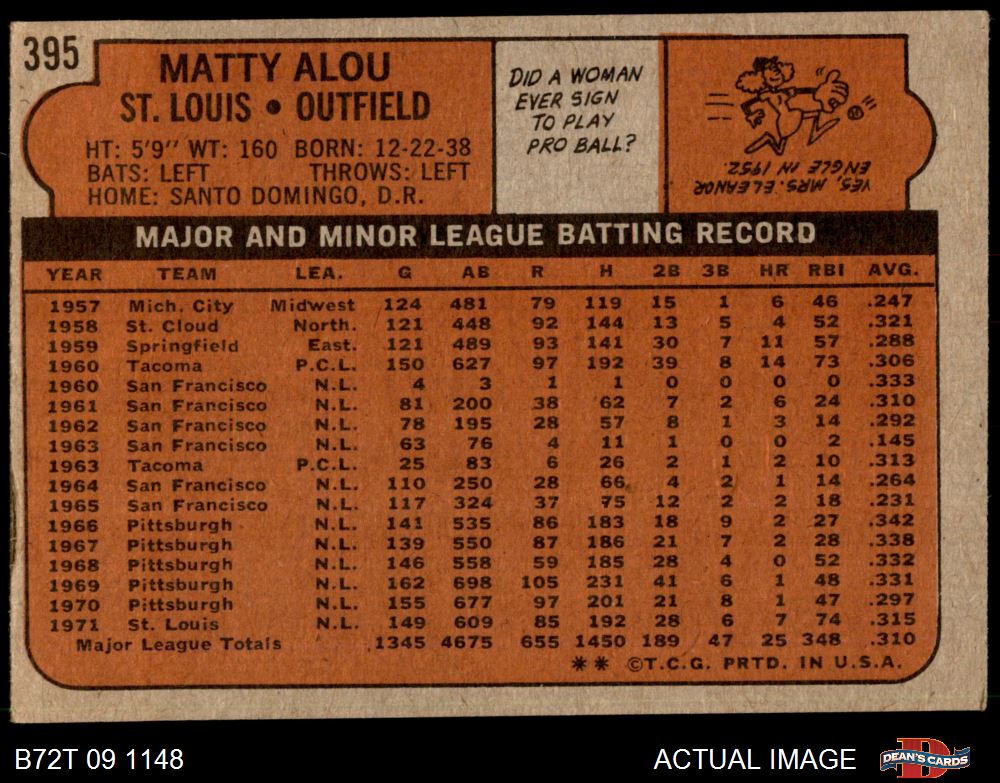 395
MATTY ALOU
ST. LOUIS • OUTFIELD
HT: 5'9" WT: 160 BORN: 12-22-38
BATS: LEFT THROWS: LEFT
HOME: SANTO DOMINGO, D.R.
DID A WOMAN
EVER SIGN
TO PLAY
PRO BALL?
YES, MRS. ELEANOR
ENGLE IN 1952.
MAJOR AND MINOR LEAGUE BATTING RECORD
YEAR TEAM LEA. G AB R H 2B 3B HR RBI AVG.
1957 Mich. City Midwest 124 481 79 119 15 1 6 46 .247
1958 St. Cloud North. 121 448 92 144 13 5 4 52 .321
1959 Springfield East. 121 489 93 141 30 7 11 57 .288
1960 Tacoma P.C.L. 150 627 97 192 39 8 14 73 .306
1960 San Francisco N.L. 4 3 1 1 0 0 0 0 .333
1961 San Francisco N.L. 81 200 38 62 7 2 6 24 .310
1962 San Francisco N.L. 78 195 28 57 8 1 3 14 .292
1963 San Francisco N.L. 63 76 4 11 1 0 0 2 .145
1963 Tacoma P.C.L. 25 83 6 26 2 1 2 10 .313
1964 San Francisco N.L. 110 250 28 66 4 2 1 14 .264
1965 San Francisco N.L. 117 324 37 75 12 2 2 18 .231
1966 Pittsburgh N.L. 141 535 86 183 18 9 2 27 .342
1967 Pittsburgh N.L. 139 550 87 186 21 7 2 28 .338
1968 Pittsburgh N.L. 146 558 59 185 28 4 0 52 .332
1969 Pittsburgh N.L. 162 698 105 231 41 6 1 48 .331
1970 Pittsburgh N.L. 155 677 97 201 21 8 1 47 .297
1971 St. Louis N.L. 149 609 85 192 28 6 7 74 .315
Major League Totals 1345 4675 655 1450 189 47 25 348 .310
** ©T.C.G. PRTD. IN U.S.A.
B72T 09 1148
ACTUAL IMAGE
DEAN'S CARDS